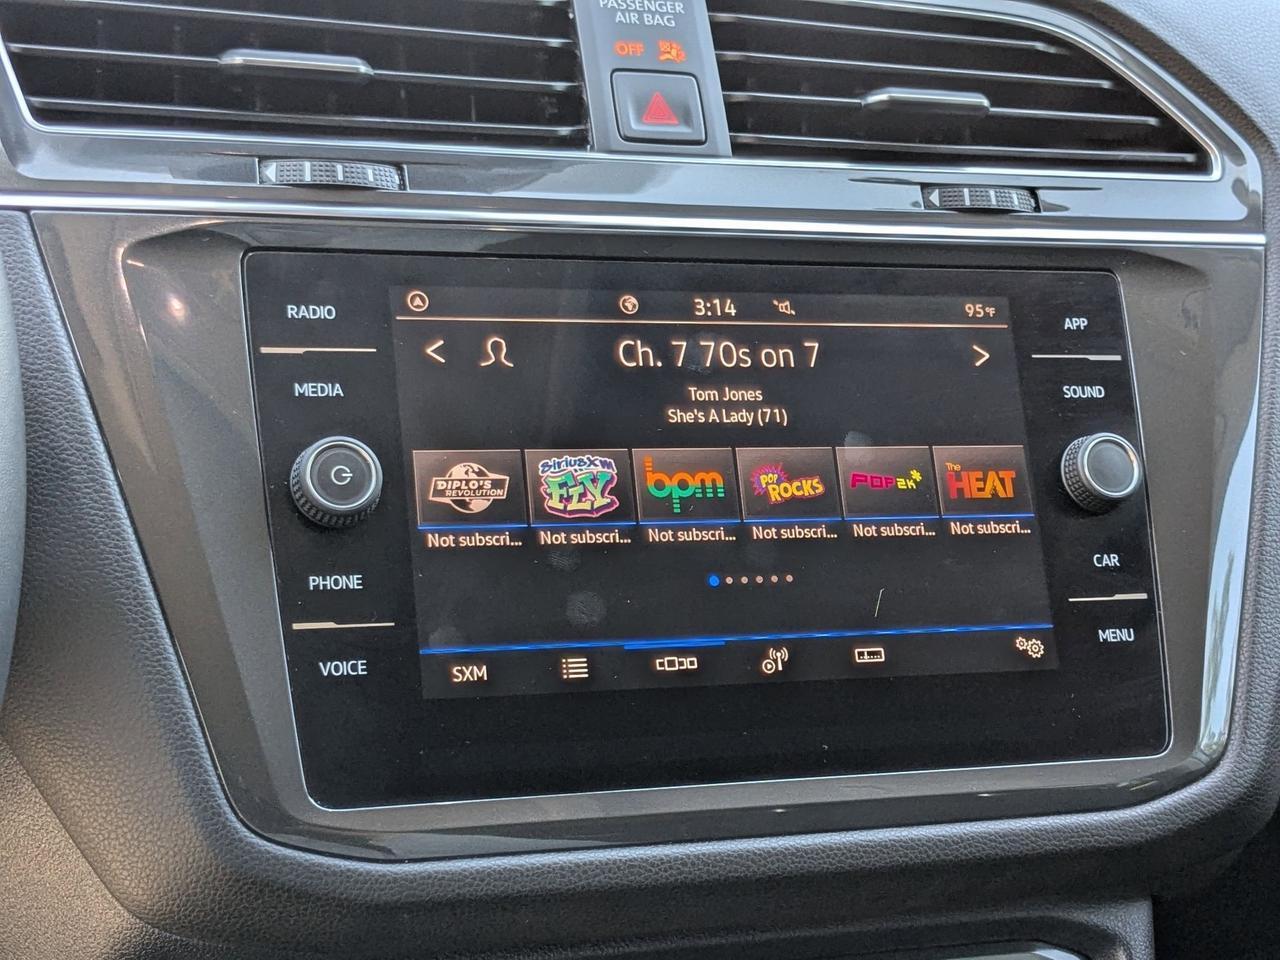 PASSENGER
AIR BAG
OFF
RADIO
MEDIA
PHONE
VOICE
3:14
95°F
Ch. 7 70s on 7
Tom Jones
She's A Lady (71)
DIPLO'S
REVOLUTION
SiriusXM
FLY
bpm
POP
ROCKS
POP2K
The
HEAT
Not subscri...
Not subscri...
Not subscri...
Not subscri...
Not subscri...
Not subscri...
SXM
APP
SOUND
CAR
MENU